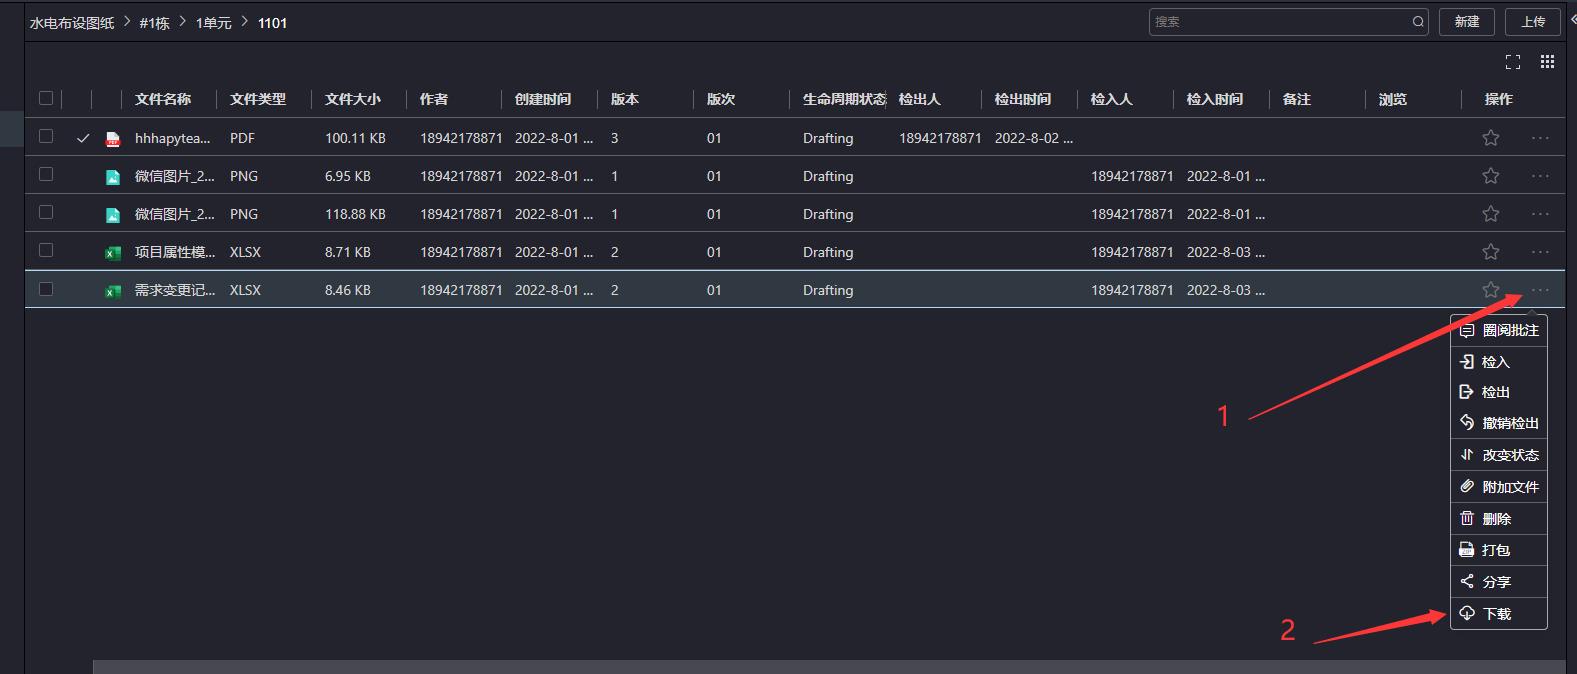 水电布设图纸 > #1栋 > 1单元 > 1101 搜索 新建 上传
文件名称 文件类型 文件大小 作者 创建时间 版本 版次 生命周期状态 检出人 检出时间 检入人 检入时间 备注 浏览 操作
hhhapytea... PDF 100.11 KB 18942178871 2022-8-01 ... 3 01 Drafting 18942178871 2022-8-02 ... ...
微信图片_2... PNG 6.95 KB 18942178871 2022-8-01 ... 1 01 Drafting 18942178871 2022-8-01 ... ...
微信图片_2... PNG 118.88 KB 18942178871 2022-8-01 ... 1 01 Drafting 18942178871 2022-8-01 ... ...
项目属性模... XLSX 8.71 KB 18942178871 2022-8-01 ... 2 01 Drafting 18942178871 2022-8-03 ... ...
需求变更记... XLSX 8.46 KB 18942178871 2022-8-01 ... 2 01 Drafting 18942178871 2022-8-03 ... ...
圈阅批注
检入
检出
1
撤销检出
改变状态
附加文件
删除
打包
分享
下载
2